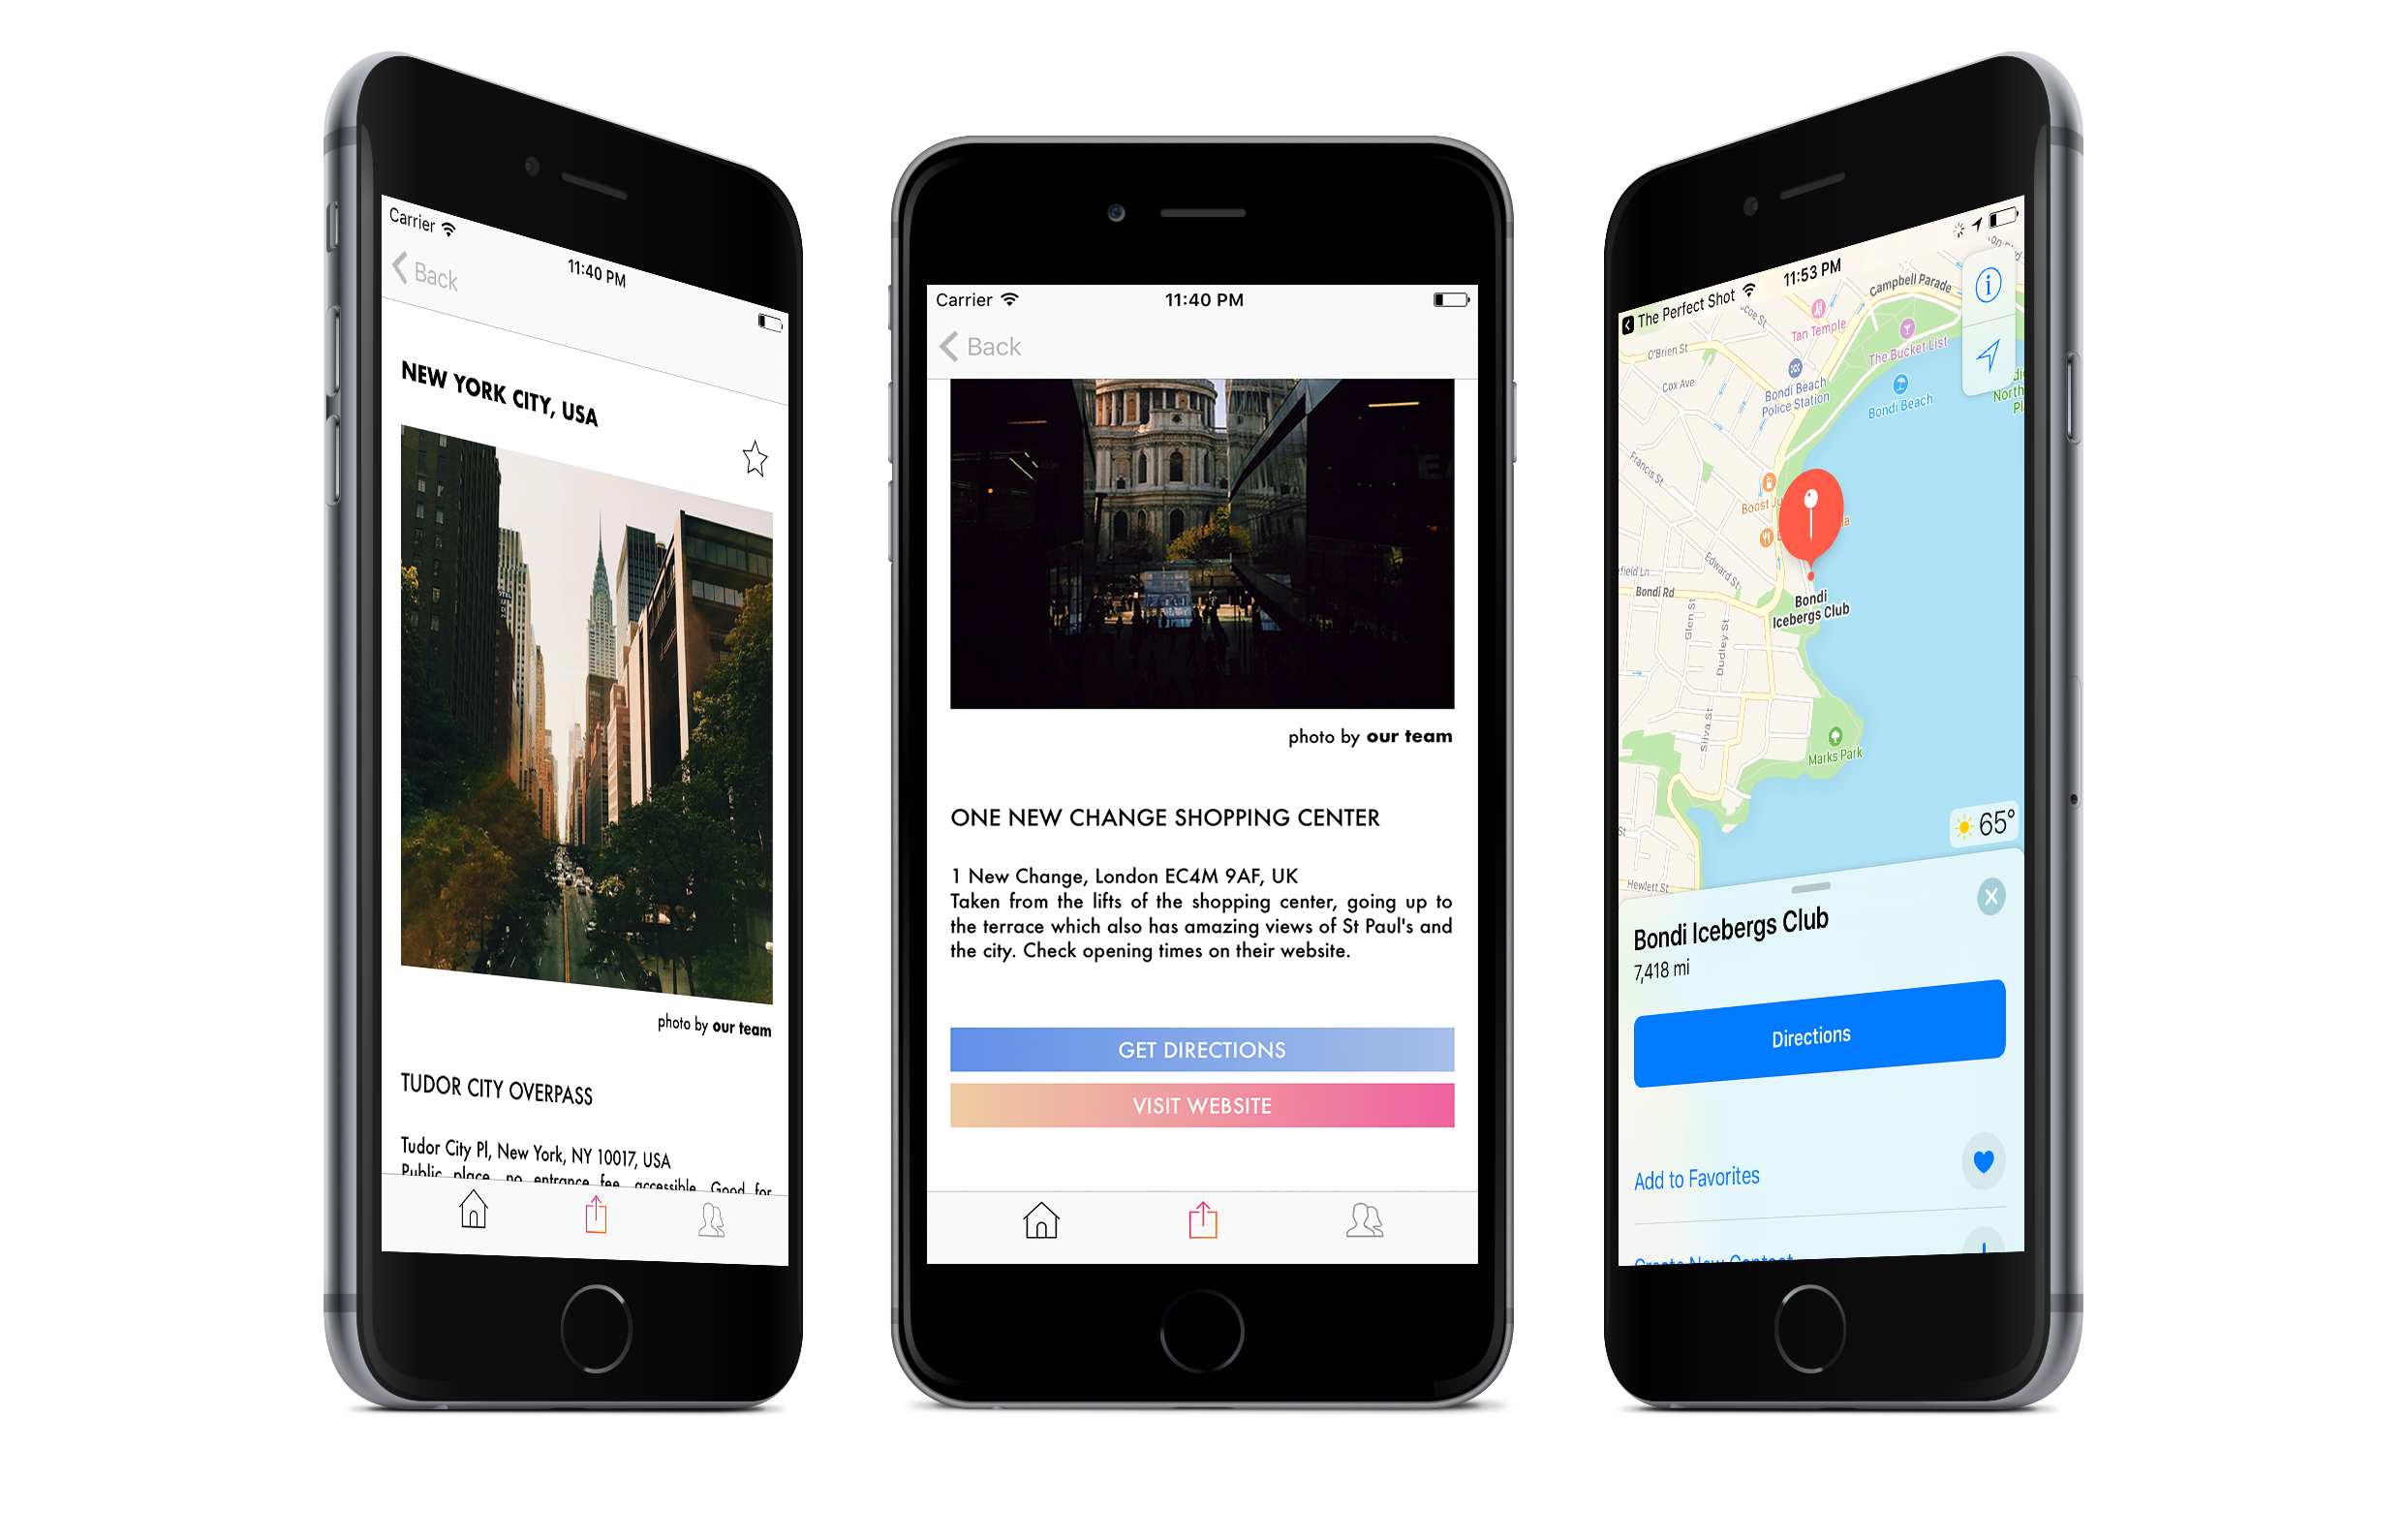 Carrier
11:40 PM
Back
NEW YORK CITY, USA
photo by our team
TUDOR CITY OVERPASS
Tudor City Pl, New York, NY 10017, USA
Public place, no entrance fee, accessible. Good for
Carrier
11:40 PM
Back
photo by our team
ONE NEW CHANGE SHOPPING CENTER
1 New Change, London EC4M 9AF, UK
Taken from the lifts of the shopping center, going up to
the terrace which also has amazing views of St Paul's and
the city. Check opening times on their website.
GET DIRECTIONS
VISIT WEBSITE
The Perfect Shot
11:53 PM
Campbell Parade
Tan Temple
The Bucket List
O'Brien St
Cox Ave
Bondi Beach
Police Station
Bondi Beach
North
Francis St
Boost
Edward St
Bondi Rd
Glen St
Dudley St
Bondi
Icebergs Club
Silva St
Marks Park
65°
Hewlett St
Bondi Icebergs Club
7,418 mi
Directions
Add to Favorites
Create New Contact